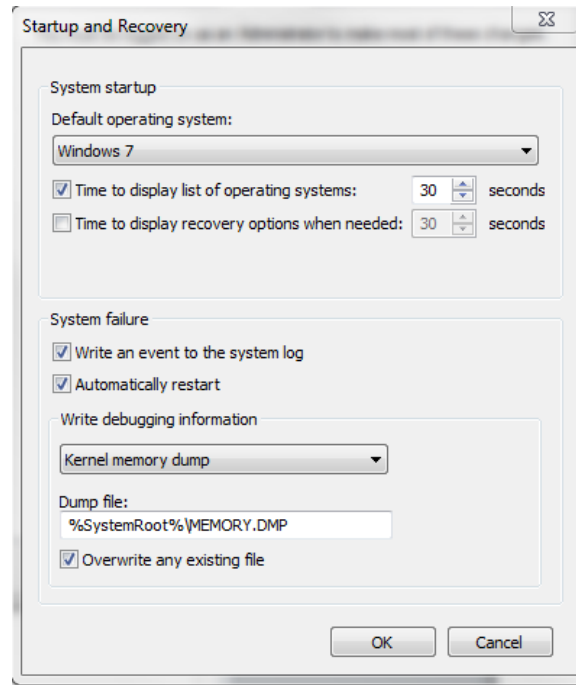 Startup and Recovery
System startup
Default operating system:
Windows 7
Time to display list of operating systems: 30 seconds
Time to display recovery options when needed: 30 seconds
System failure
Write an event to the system log
Automatically restart
Write debugging information
Kernel memory dump
Dump file:
%SystemRoot%\MEMORY.DMP
Overwrite any existing file
OK Cancel